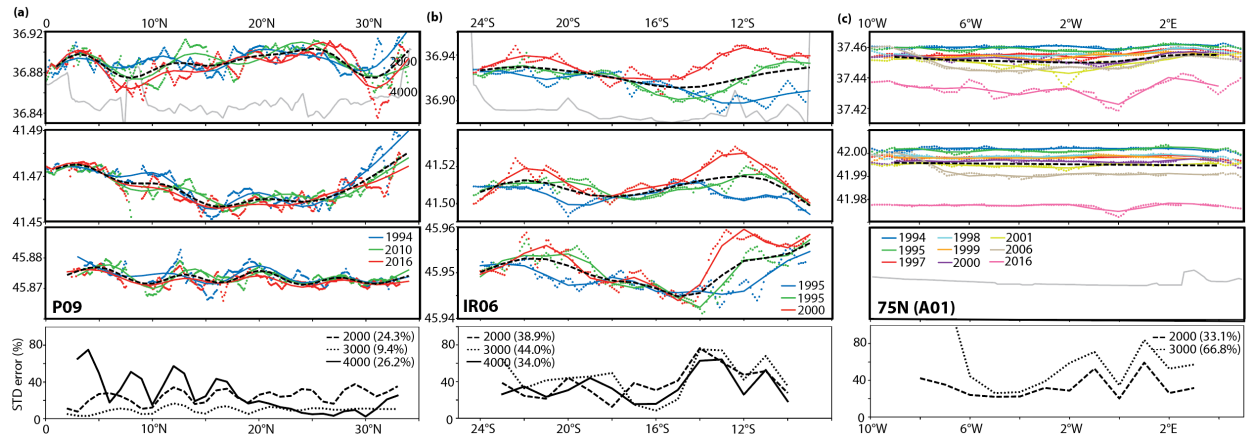 (a)
0 10°N 20°N 30°N
36.92
36.88
36.84
2000
4000
41.49
41.47
41.45
45.88
45.87
1994
2010
2016
P09
STD error (%)
80
40
0
2000 (24.3%)
3000 (9.4%)
4000 (26.2%)
0 10°N 20°N 30°N
(b)
24°S 20°S 16°S 12°S
36.94
36.90
41.52
41.50
45.96
45.95
45.94
1995
1995
2000
IR06
80
40
0
2000 (38.9%)
3000 (44.0%)
4000 (34.0%)
24°S 20°S 16°S 12°S
(c)
10°W 6°W 2°W 2°E
37.46
37.44
37.42
42.00
41.99
41.98
1994 1998 2001
1995 1999 2006
1997 2000 2016
75N (A01)
80
40
0
2000 (33.1%)
3000 (66.8%)
10°W 6°W 2°W 2°E